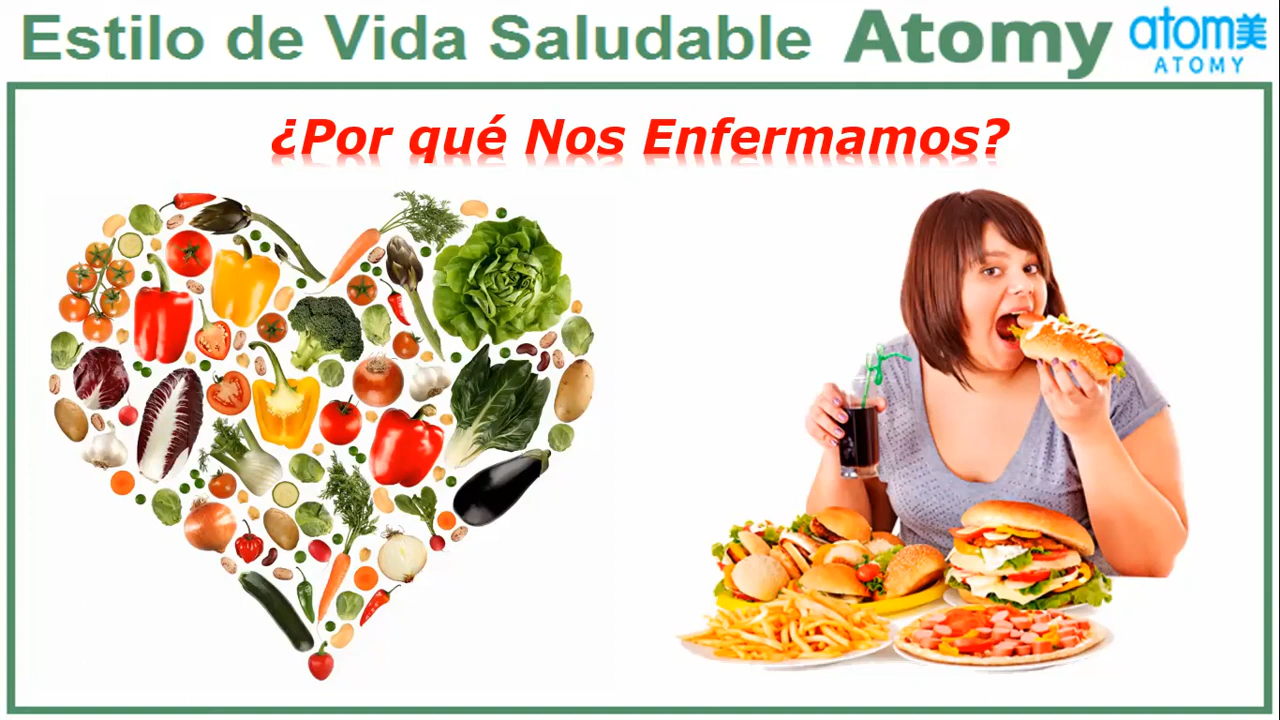 Estilo de Vida Saludable Atomy
atom美
ATOMY
¿Por qué Nos Enfermamos?